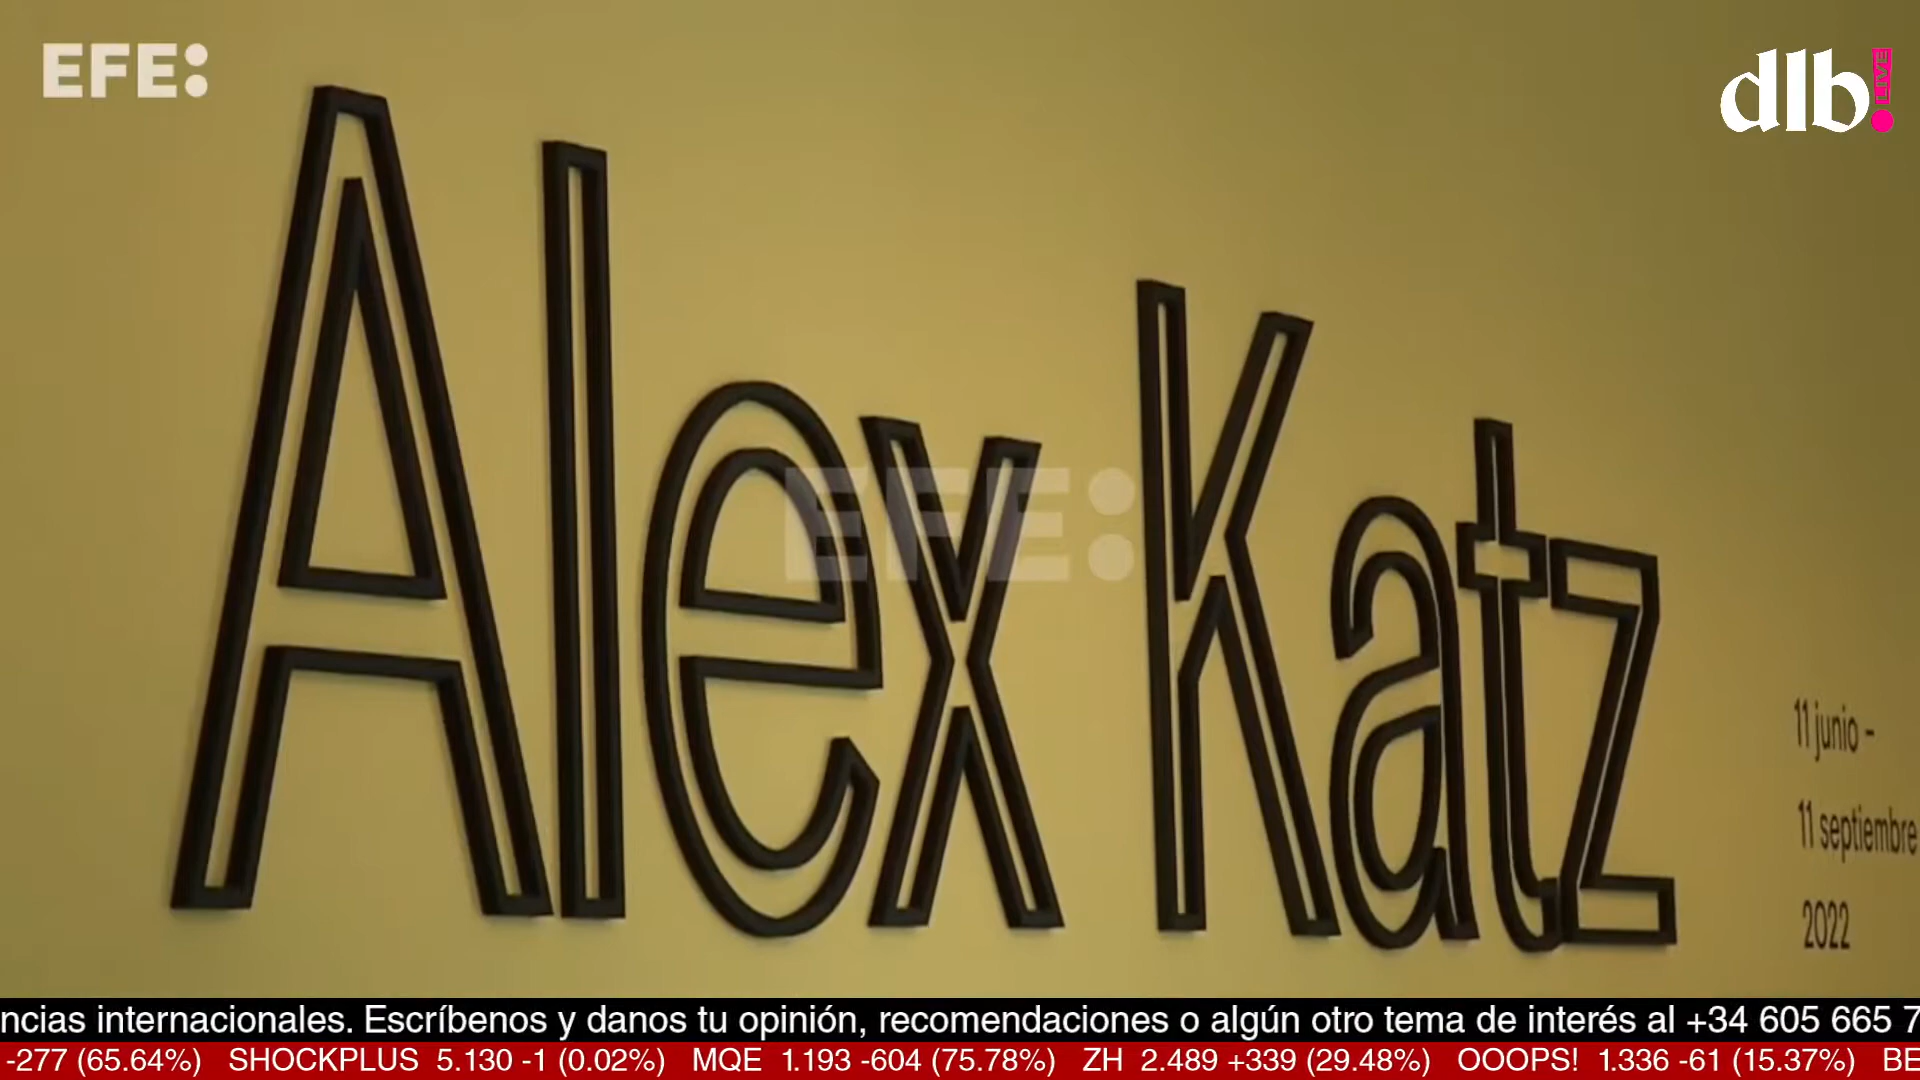 EFE:
dlb!
LIVE
Alex Katz
EFE:
11 junio –
11 septiembre
2022
ncias internacionales. Escríbenos y danos tu opinión, recomendaciones o algún otro tema de interés al +34 605 665 7
-277 (65.64%) SHOCKPLUS 5.130 -1 (0.02%) MQE 1.193 -604 (75.78%) ZH 2.489 +339 (29.48%) OOOPS! 1.336 -61 (15.37%) BE